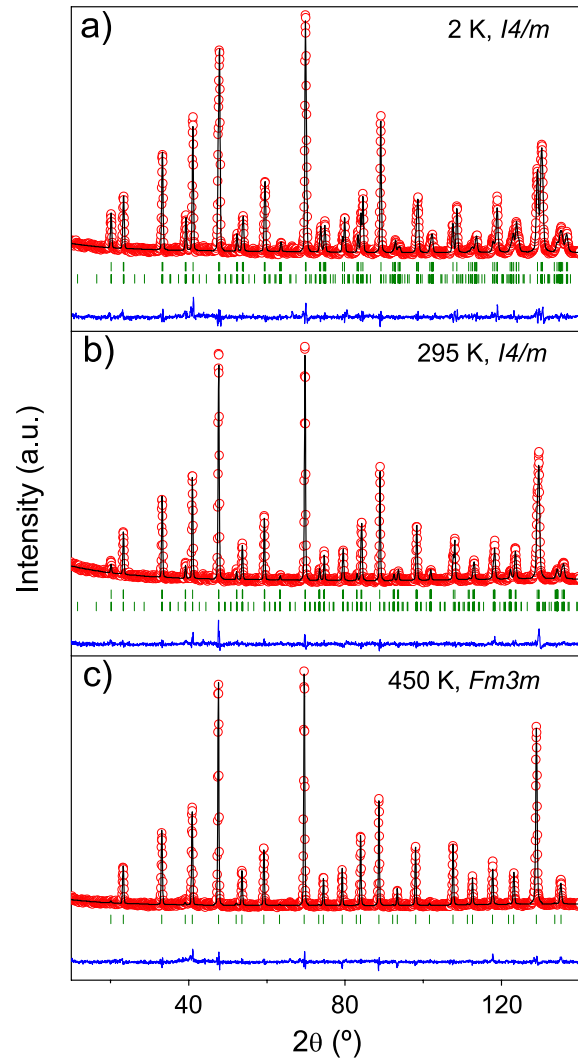 a)
2 K, I4/m
b)
295 K, I4/m
c)
450 K, Fm3m
Intensity (a.u.)
40 80 120
2θ (º)